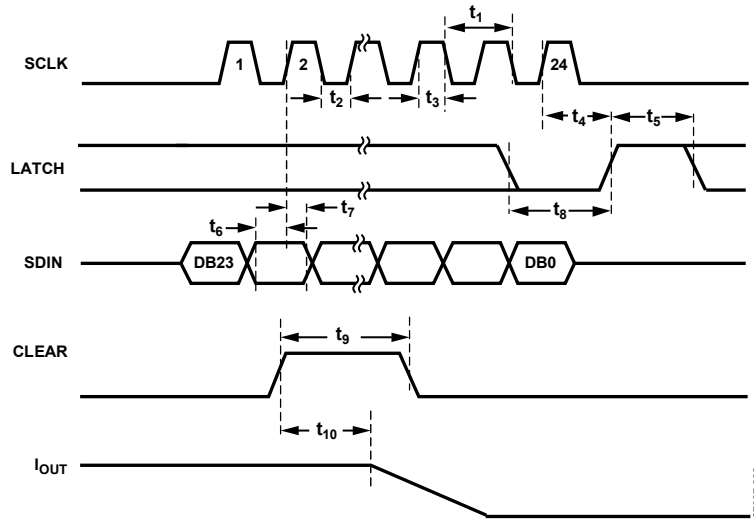 t1
SCLK
1
2
24
t2
t3
t4
t5
LATCH
t8
t6
t7
SDIN
DB23
DB0
t9
CLEAR
t10
IOUT